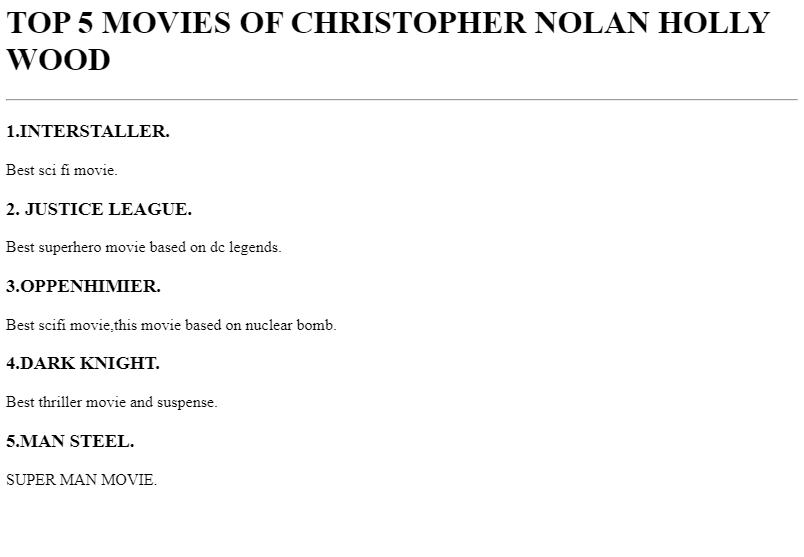 TOP 5 MOVIES OF CHRISTOPHER NOLAN HOLLY
WOOD
1.INTERSTALLER.
Best sci fi movie.
2. JUSTICE LEAGUE.
Best superhero movie based on dc legends.
3.OPPENHIMIER.
Best scifi movie,this movie based on nuclear bomb.
4.DARK KNIGHT.
Best thriller movie and suspense.
5.MAN STEEL.
SUPER MAN MOVIE.